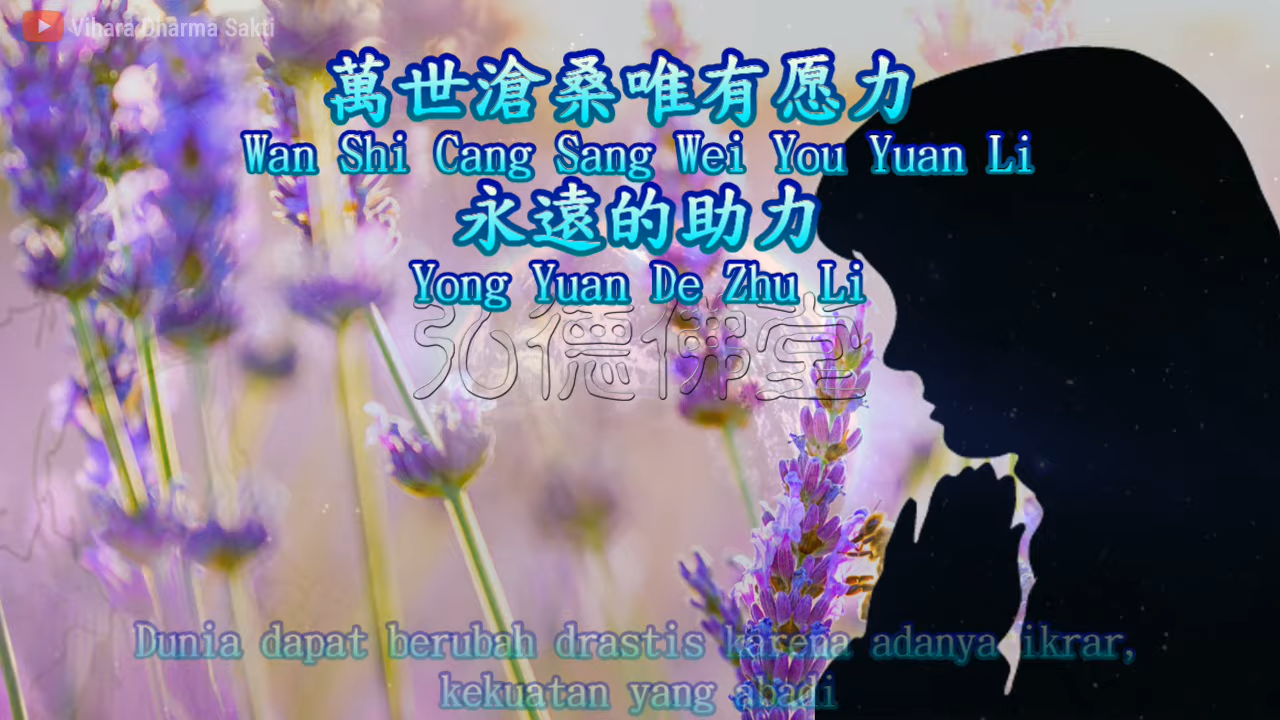 Vihara Dharma Sakti
萬世滄桑唯有愿力
Wan Shi Cang Sang Wei You Yuan Li
永遠的助力
Yong Yuan De Zhu Li
弘德佛堂
Dunia dapat berubah drastis karena adanya ikrar,
kekuatan yang abadi